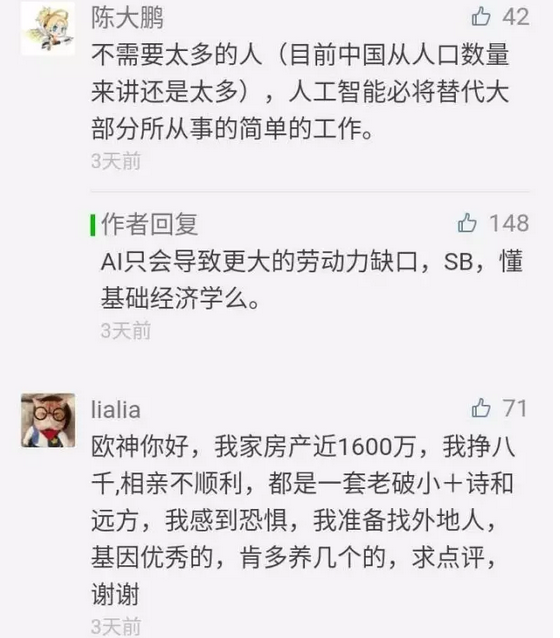 陈大鹏 42
不需要太多的人（目前中国从人口数量
来讲还是太多），人工智能必将替代大
部分所从事的简单的工作。
3天前
作者回复 148
AI只会导致更大的劳动力缺口，SB，懂
基础经济学么。
3天前
lialia 71
欧神你好，我家房产近1600万，我挣八
千,相亲不顺利，都是一套老破小＋诗和
远方，我感到恐惧，我准备找外地人，
基因优秀的，肯多养几个的，求点评，
谢谢
3天前